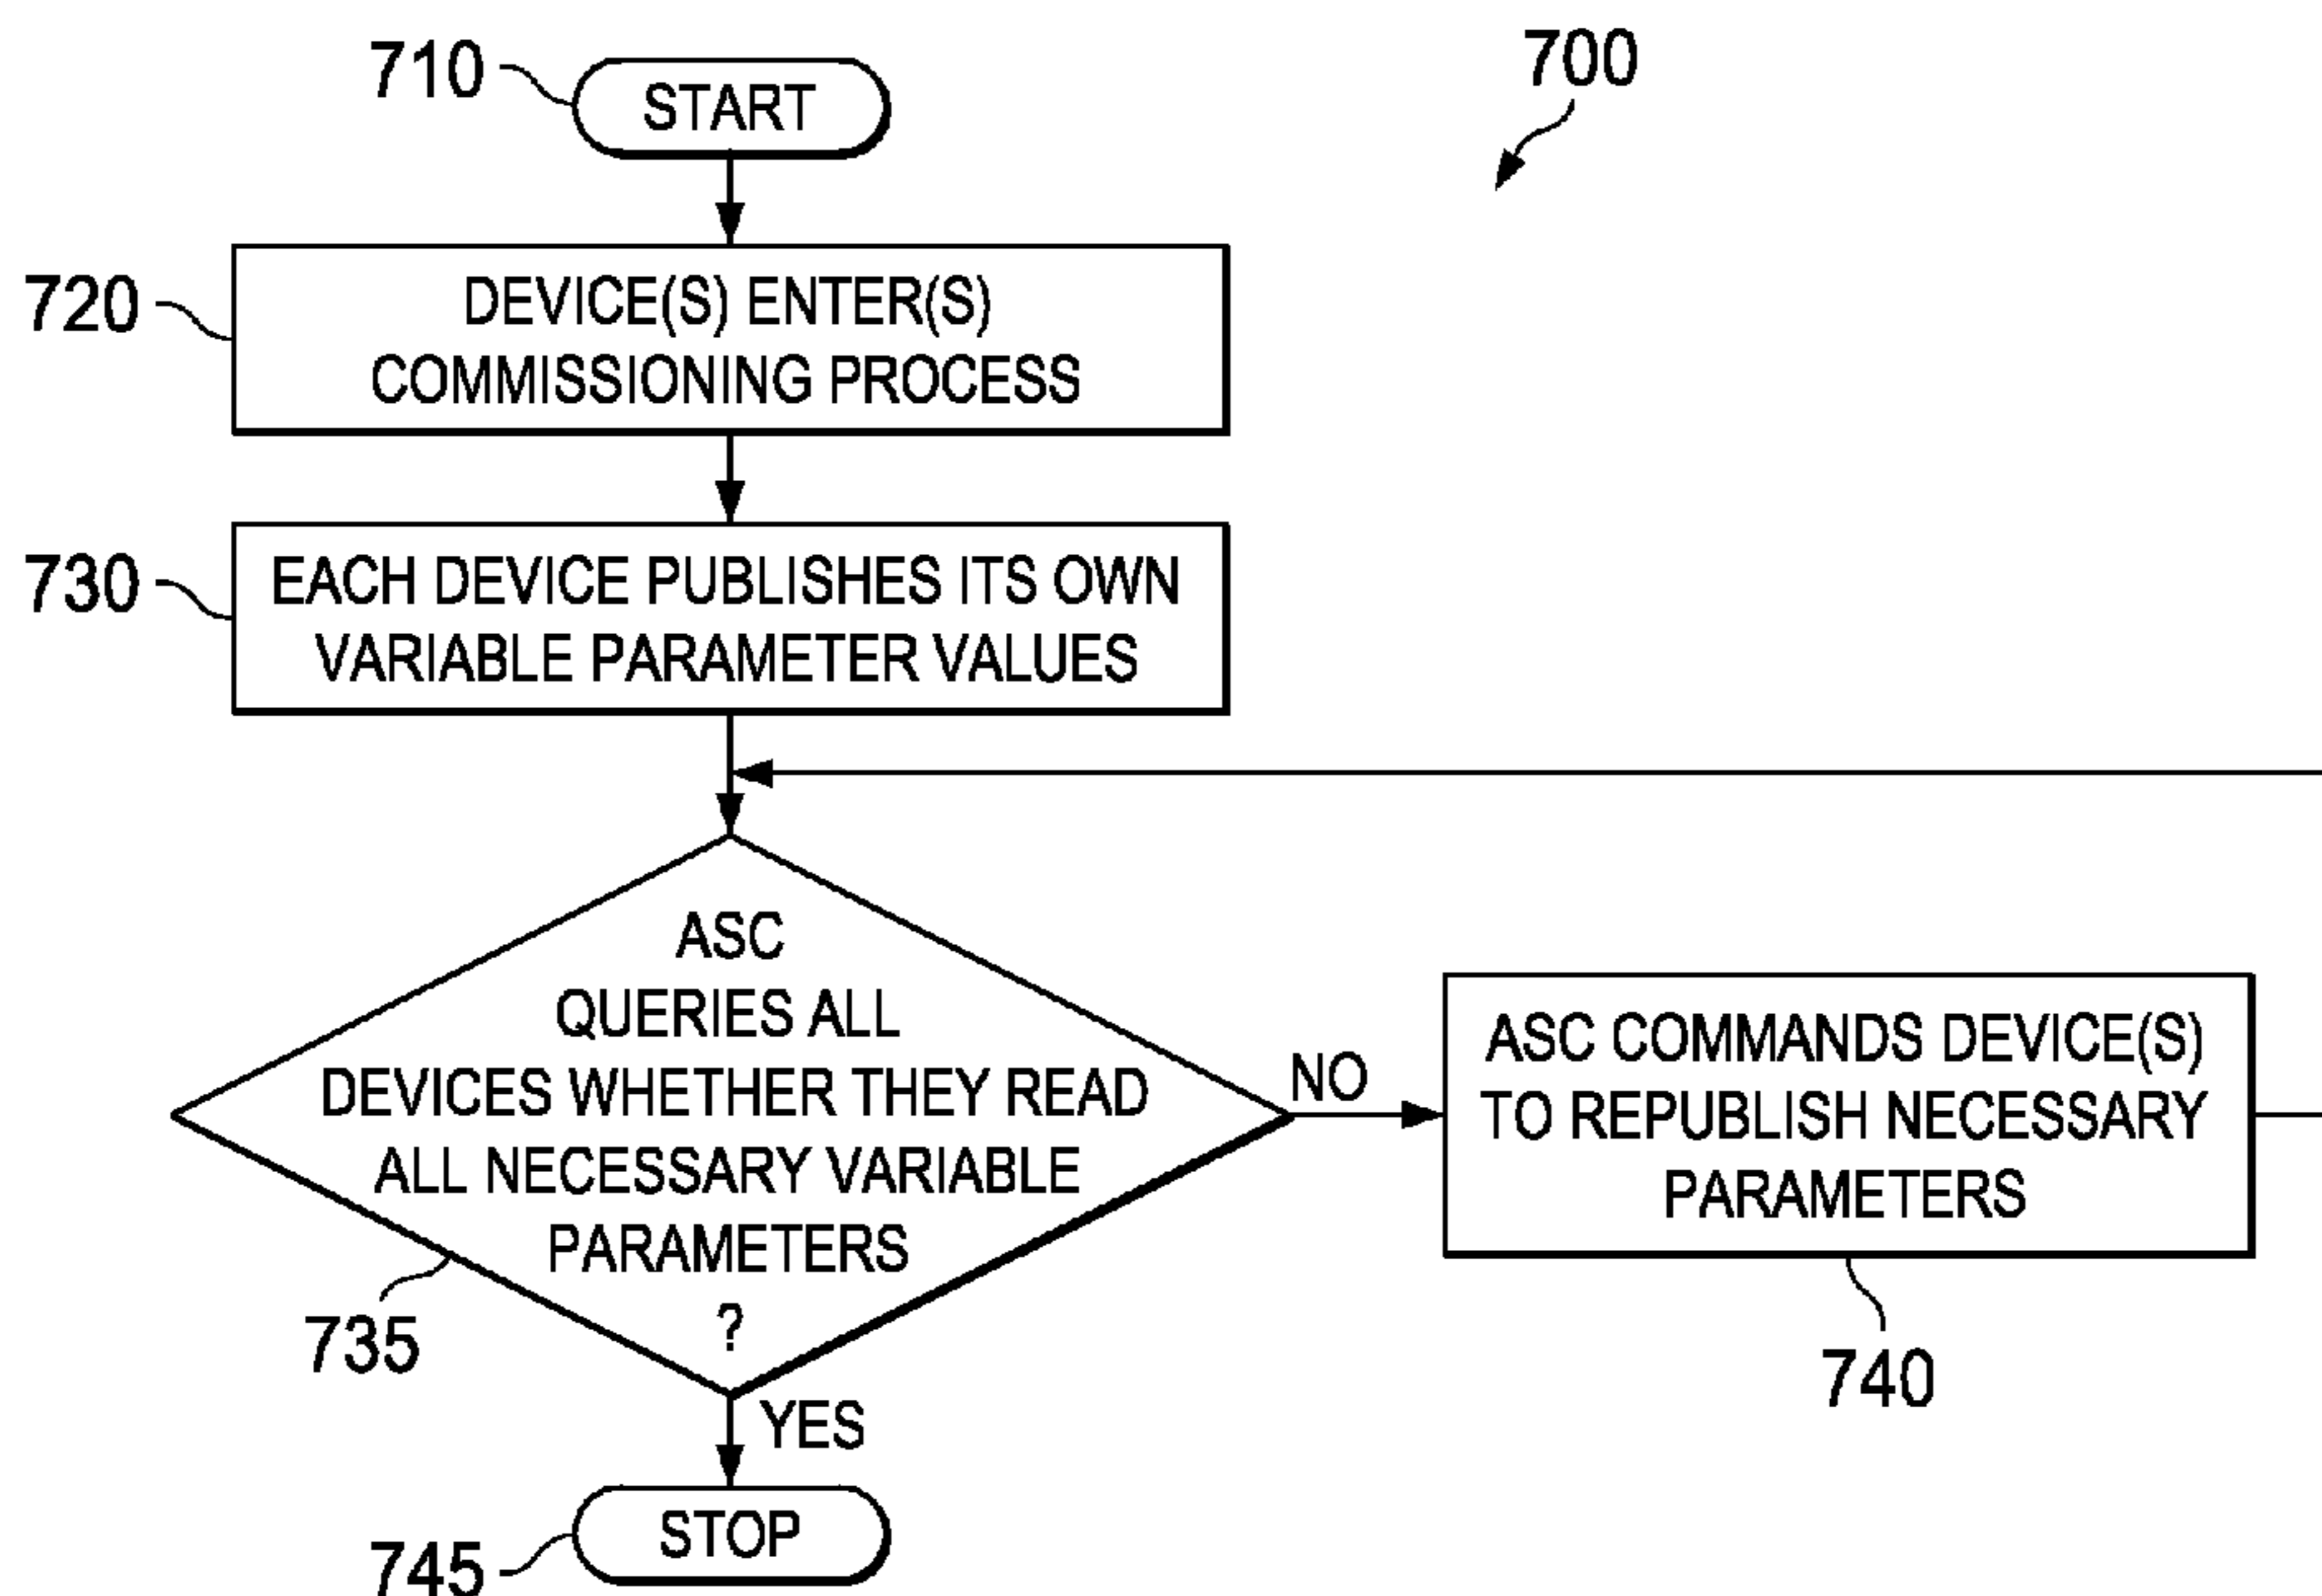 710
START
700
720
DEVICE(S) ENTER(S)
COMMISSIONING PROCESS
730
EACH DEVICE PUBLISHES ITS OWN
VARIABLE PARAMETER VALUES
ASC
QUERIES ALL
DEVICES WHETHER THEY READ
ALL NECESSARY VARIABLE
PARAMETERS
?
735
NO
ASC COMMANDS DEVICE(S)
TO REPUBLISH NECESSARY
PARAMETERS
740
YES
STOP
745